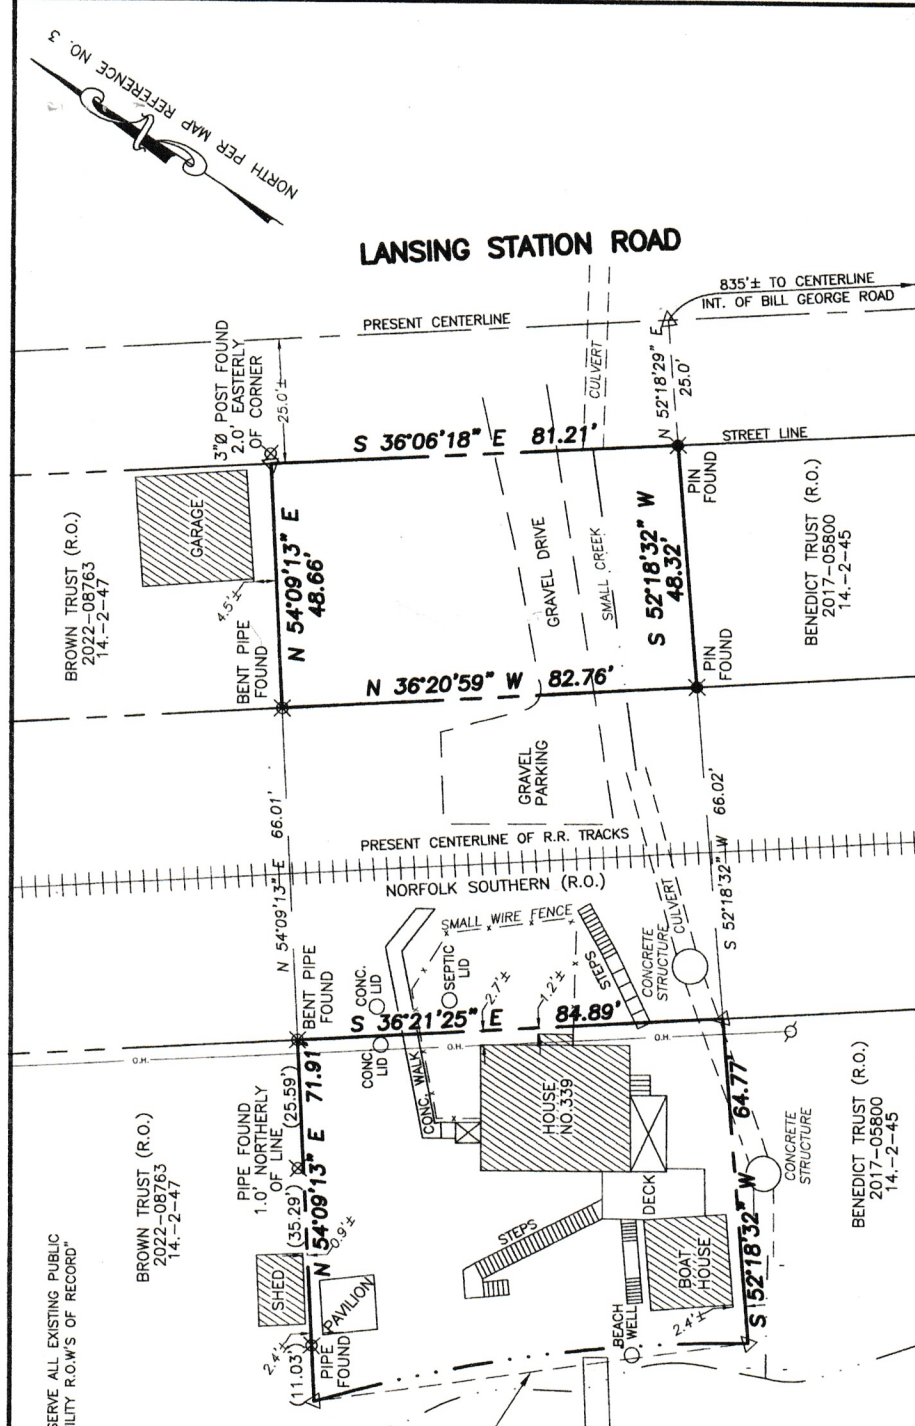 NORTH PER MAP REFERENCE NO. 3
LANSING STATION ROAD
835'± TO CENTERLINE
INT. OF BILL GEORGE ROAD
PRESENT CENTERLINE
3"Ø POST FOUND
2.0' EASTERLY
OF CORNER
25.0'±
CULVERT
N 52°18'29" E
25.0'
S 36°06'18" E 81.21'
STREET LINE
PIN
FOUND
GARAGE
4.5'±
BROWN TRUST (R.O.)
2022-08763
14.-2-47
N 54°09'13" E
48.66'
GRAVEL DRIVE
SMALL CREEK
S 52°18'32" W
48.32'
BENEDICT TRUST (R.O.)
2017-05800
14.-2-45
BENT PIPE
FOUND
N 36°20'59" W 82.76'
PIN
FOUND
GRAVEL
PARKING
N 54°09'13" E 66.01'
S 52°18'32" W 66.02'
PRESENT CENTERLINE OF R.R. TRACKS
NORFOLK SOUTHERN (R.O.)
SMALL WIRE FENCE
STEPS
CONCRETE
STRUCTURE
CULVERT
BENT PIPE
FOUND
CONC.
LID
SEPTIC
LID
2.7'±
1.2'±
S 36°21'25" E 84.89'
O.H.
O.H.
O.H.
CONC.
LID
CONC. WALK
HOUSE
NO.339
PIPE FOUND
1.0' NORTHERLY
OF LINE
(25.59')
(35.29')
N 54°09'13" E 71.91'
0.9'±
BROWN TRUST (R.O.)
2022-08763
14.-2-47
SHED
PAVILION
2.4'±
(11.03')
PIPE
FOUND
STEPS
DECK
BOAT
HOUSE
BEACH
WELL
2.4'±
S 52°18'32" W 64.77'
CONCRETE
STRUCTURE
BENEDICT TRUST (R.O.)
2017-05800
14.-2-45
SERVE ALL EXISTING PUBLIC
ILITY R.O.W'S OF RECORD"